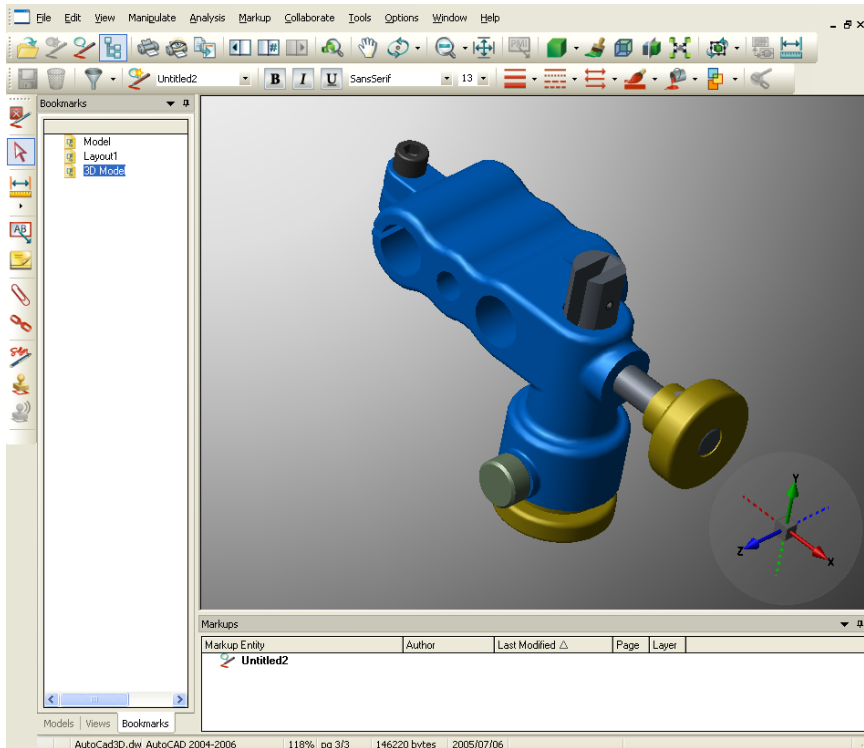 File Edit View Manipulate Analysis Markup Collaborate Tools Options Window Help
PMI
Untitled2 B I U SansSerif 13
Bookmarks
Model
Layout1
3D Model
AB
Y
Z
X
Markups
Markup Entity Author Last Modified △ Page Layer
Untitled2
Models Views Bookmarks
AutoCad3D.dw AutoCAD 2004-2006 118% pg 3/3 146220 bytes 2005/07/06